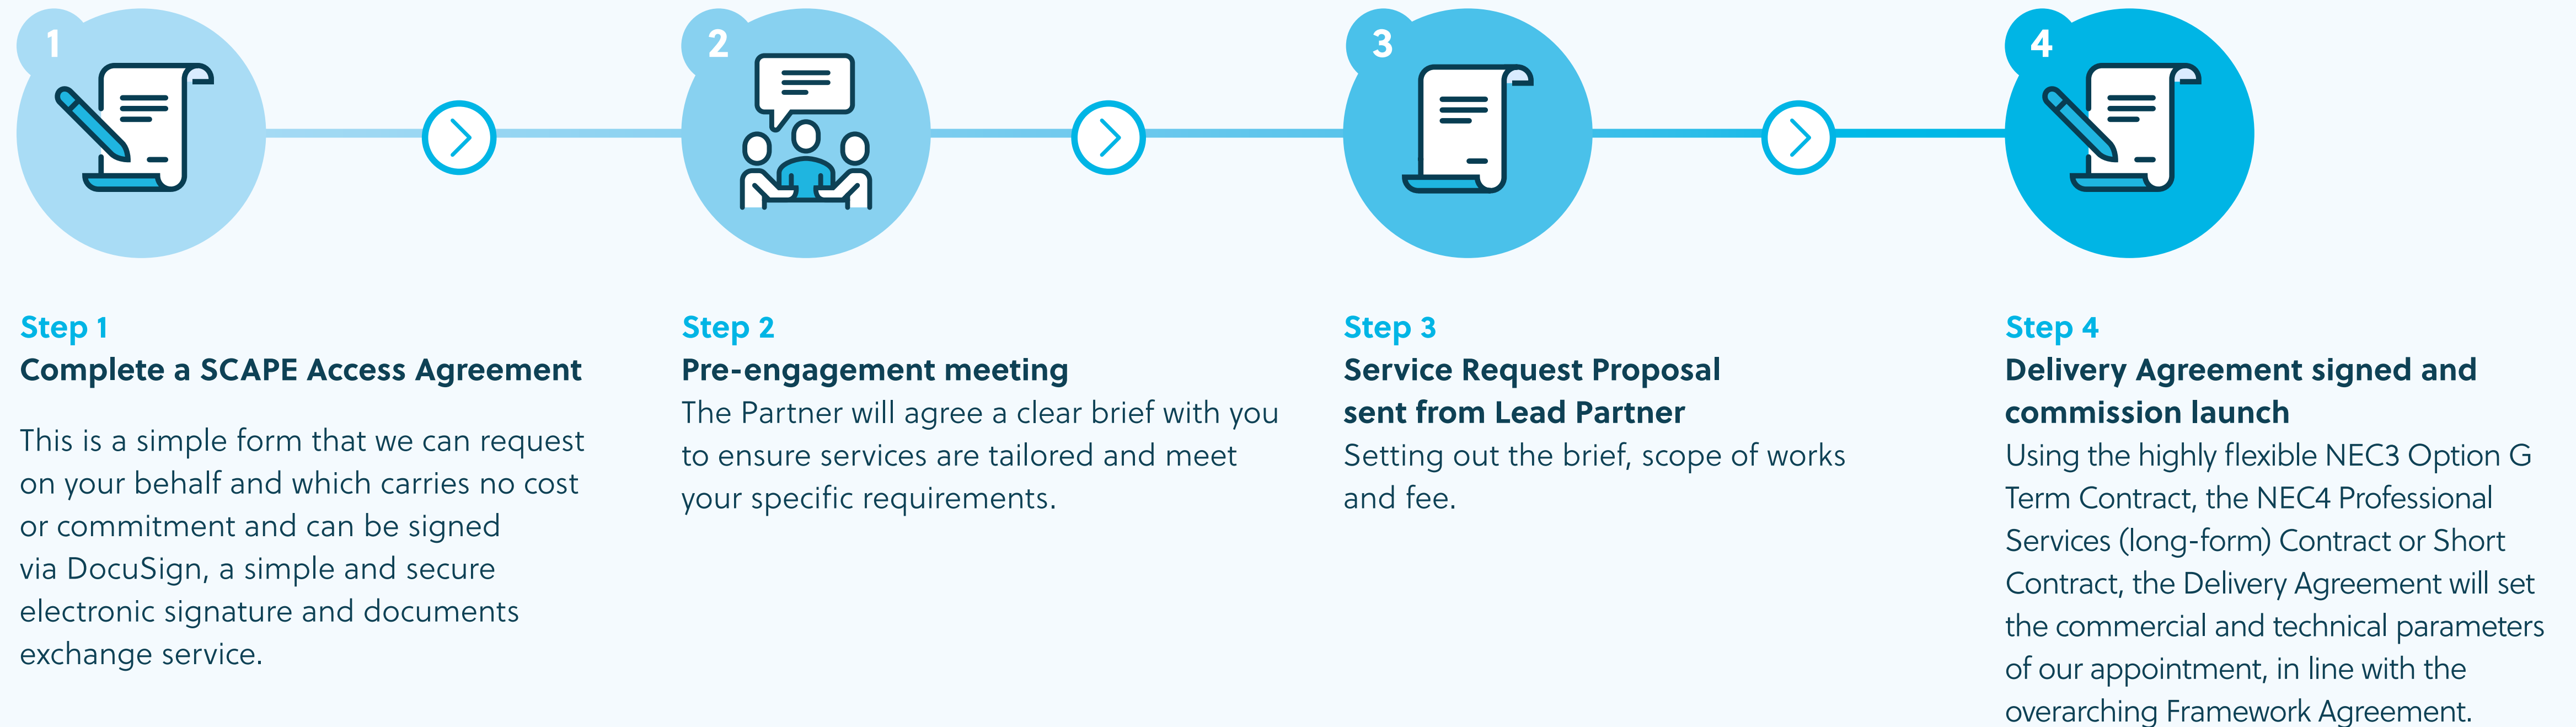 1
2
3
4
Step 1
Complete a SCAPE Access Agreement
This is a simple form that we can request
on your behalf and which carries no cost
or commitment and can be signed
via DocuSign, a simple and secure
electronic signature and documents
exchange service.
Step 2
Pre-engagement meeting
The Partner will agree a clear brief with you
to ensure services are tailored and meet
your specific requirements.
Step 3
Service Request Proposal
sent from Lead Partner
Setting out the brief, scope of works
and fee.
Step 4
Delivery Agreement signed and
commission launch
Using the highly flexible NEC3 Option G
Term Contract, the NEC4 Professional
Services (long-form) Contract or Short
Contract, the Delivery Agreement will set
the commercial and technical parameters
of our appointment, in line with the
overarching Framework Agreement.